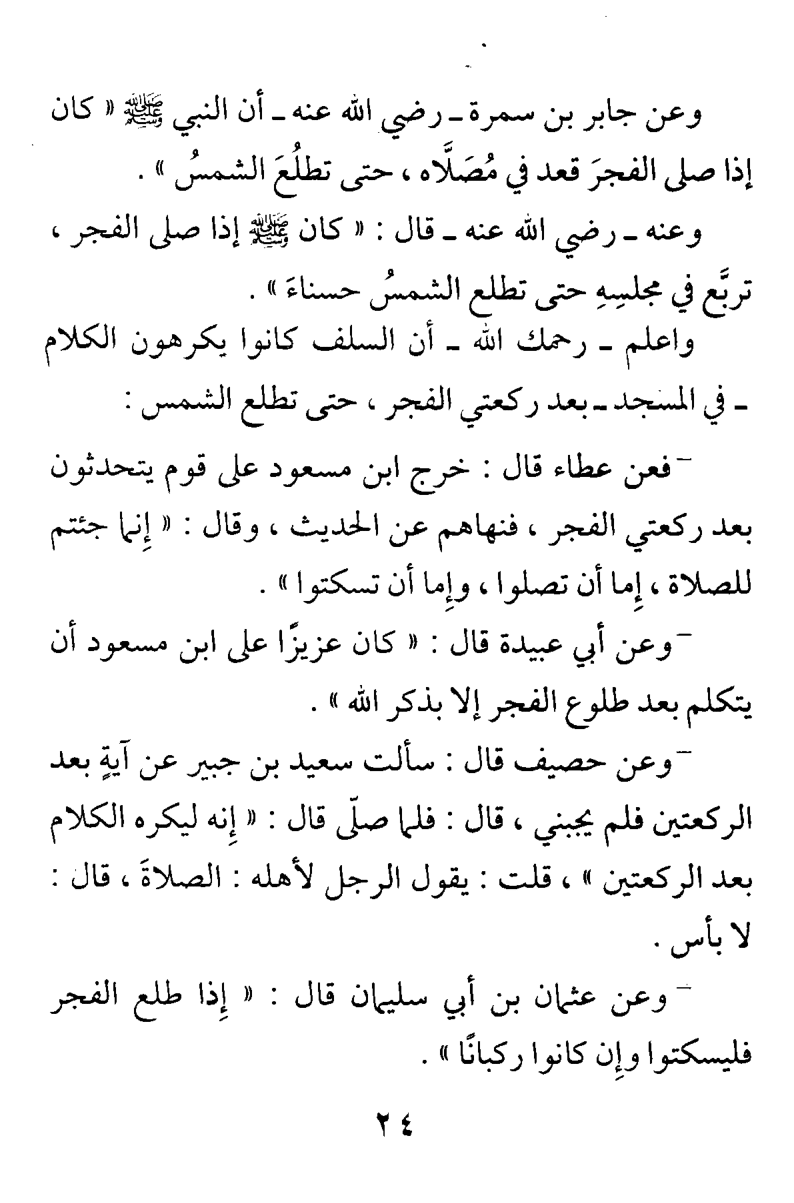 وعن جابر بن سمرة ـ رضي الله عنه ـ أن النبي ﷺ « كان
إذا صلى الفجرَ قعد في مُصَلَّاه ، حتى تطلُعَ الشمسُ » .
وعنه ـ رضي الله عنه ـ قال : « كان ﷺ إذا صلى الفجر ،
تربَّع في مجلسِهِ حتى تطلع الشمسُ حسناءَ » .
واعلم ـ رحمك الله ـ أن السلف كانوا يكرهون الكلام
ـ في المسجد ـ بعد ركعتي الفجر ، حتى تطلع الشمس :
– فعن عطاء قال : خرج ابن مسعود على قوم يتحدثون
بعد ركعتي الفجر ، فنهاهم عن الحديث ، وقال : « إِنما جئتم
للصلاة ، إِما أن تصلوا ، وإِما أن تسكتوا » .
– وعن أبي عبيدة قال : « كان عزيزًا على ابن مسعود أن
يتكلم بعد طلوع الفجر إلا بذكر الله » .
– وعن حصيف قال : سألت سعيد بن جبير عن آيةٍ بعد
الركعتين فلم يجبني ، قال : فلما صلّى قال : « إِنه ليكره الكلام
بعد الركعتين » ، قلت : يقول الرجل لأهله : الصلاةَ ، قال :
لا بأس .
– وعن عثمان بن أبي سليمان قال : « إِذا طلع الفجر
فليسكتوا وإِن كانوا ركبانًا » .
٢٤